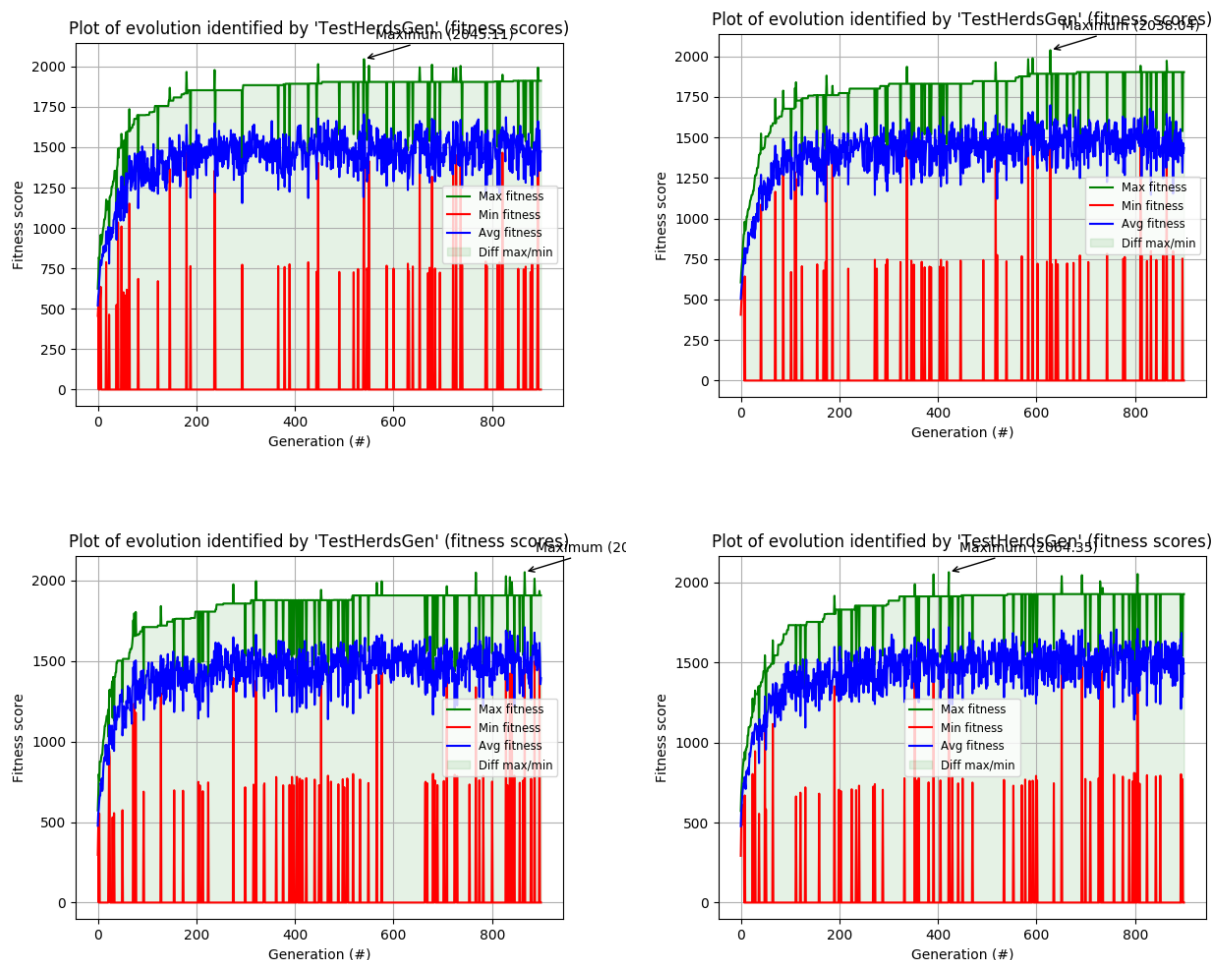 Plot of evolution identified by 'TestHerdsGen' (fitness scores)
Maximum (2045.11)
2000
1750
1500
1250
1000
750
500
250
0
Fitness score
Max fitness
Min fitness
Avg fitness
Diff max/min
0
200
400
600
800
Generation (#)
Plot of evolution identified by 'TestHerdsGen' (fitness scores)
Maximum (2038.04)
2000
1750
1500
1250
1000
750
500
250
0
Fitness score
Max fitness
Min fitness
Avg fitness
Diff max/min
0
200
400
600
800
Generation (#)
Plot of evolution identified by 'TestHerdsGen' (fitness scores)
Maximum (20
2000
1500
1000
500
0
Fitness score
Max fitness
Min fitness
Avg fitness
Diff max/min
0
200
400
600
800
Generation (#)
Plot of evolution identified by 'TestHerdsGen' (fitness scores)
Maximum (2064.35)
2000
1500
1000
500
0
Fitness score
Max fitness
Min fitness
Avg fitness
Diff max/min
0
200
400
600
800
Generation (#)